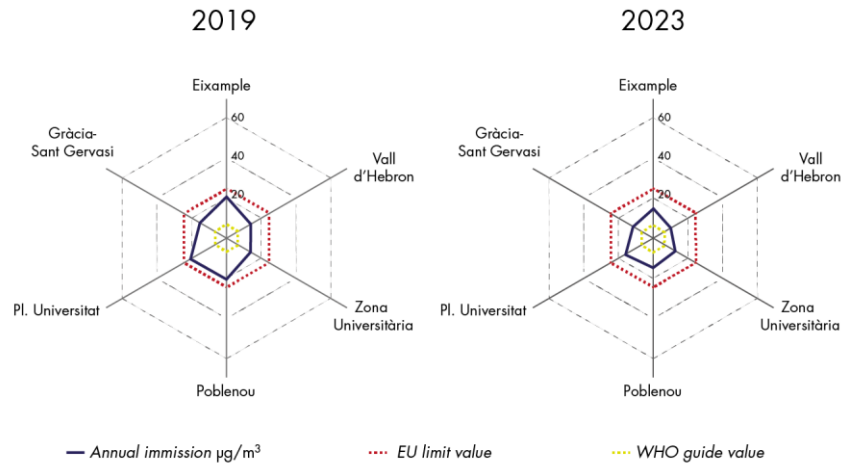 2019
Eixample
60
40
20
Gràcia-
Sant Gervasi
Vall
d'Hebron
Pl. Universitat
Zona
Universitària
Poblenou
2023
Eixample
60
40
20
Gràcia-
Sant Gervasi
Vall
d'Hebron
Pl. Universitat
Zona
Universitària
Poblenou
Annual immission µg/m³
EU limit value
WHO guide value